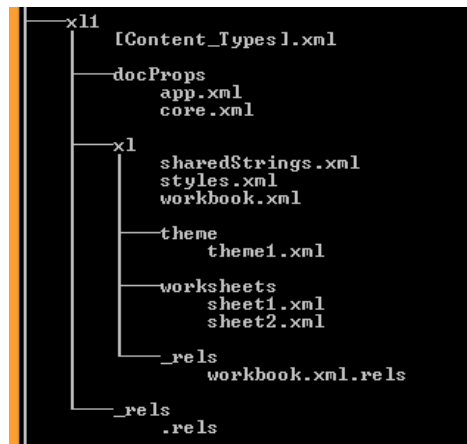 xl1
[Content_Types].xml
docProps
app.xml
core.xml
xl
sharedStrings.xml
styles.xml
workbook.xml
theme
theme1.xml
worksheets
sheet1.xml
sheet2.xml
_rels
workbook.xml.rels
_rels
.rels